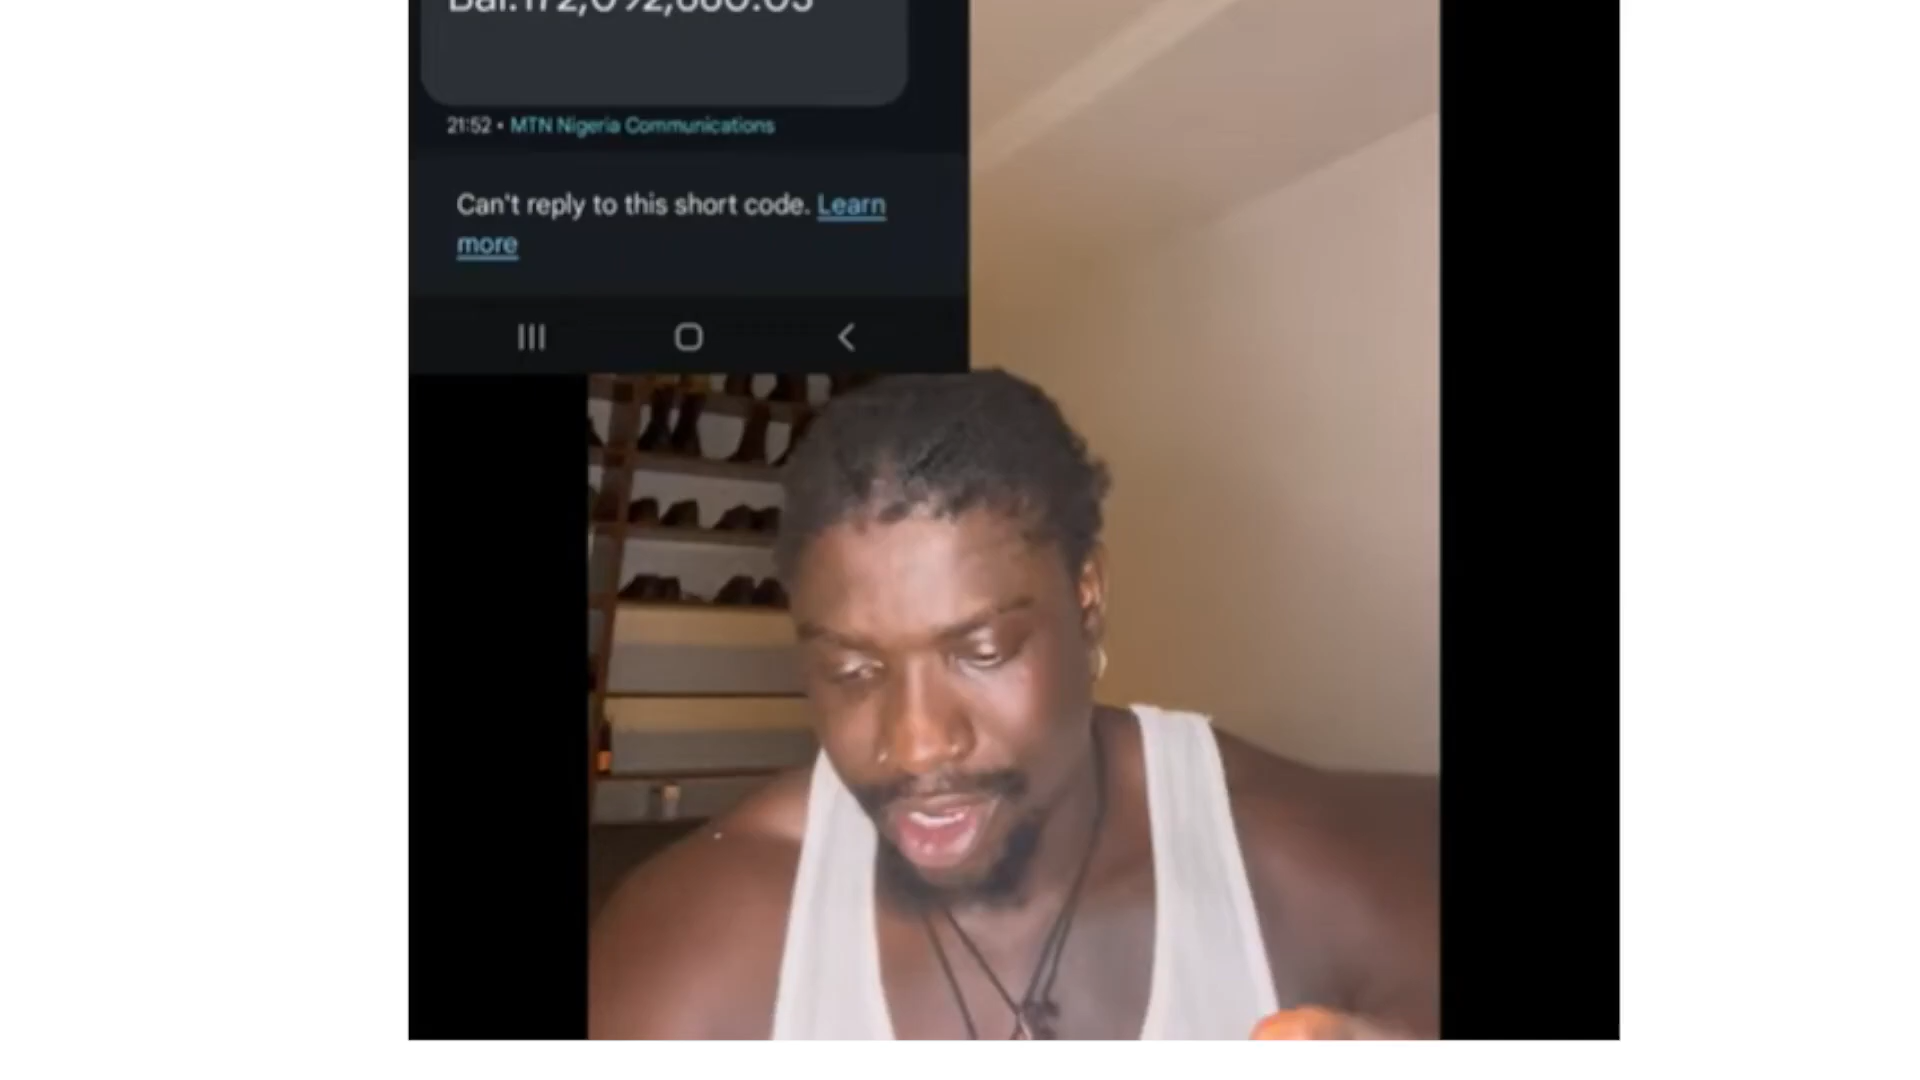 21:52 • MTN Nigeria Communications
Can't reply to this short code. Learn
more